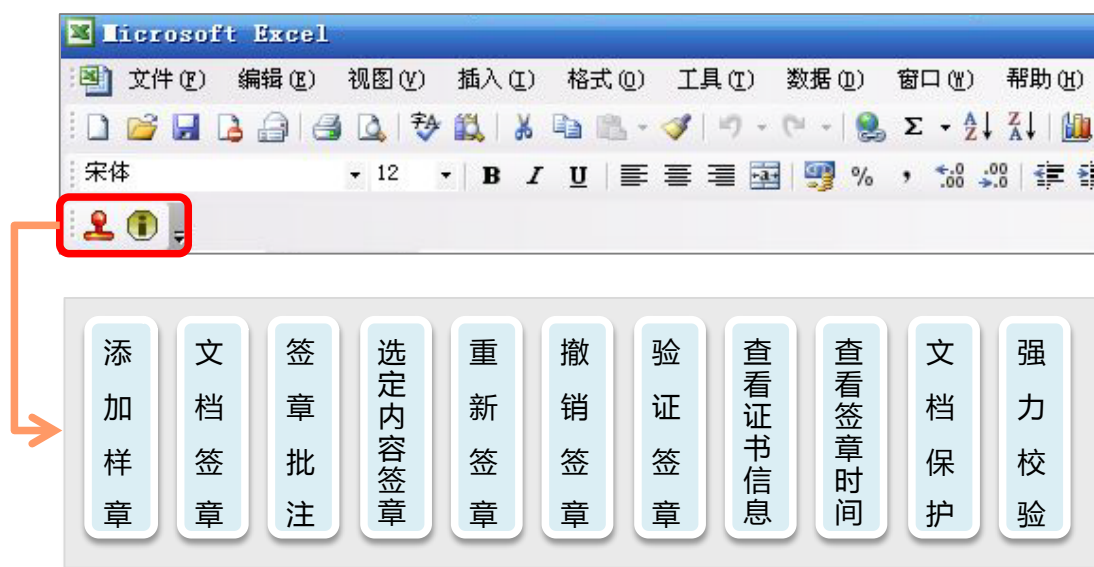 Microsoft Excel
文件(F) 编辑(E) 视图(V) 插入(I) 格式(O) 工具(T) 数据(D) 窗口(W) 帮助(H)
宋体 12 B I U % , .00 .00
添加样章
文档签章
签章批注
选定内容签章
重新签章
撤销签章
验证签章
查看证书信息
查看签章时间
文档保护
强力校验